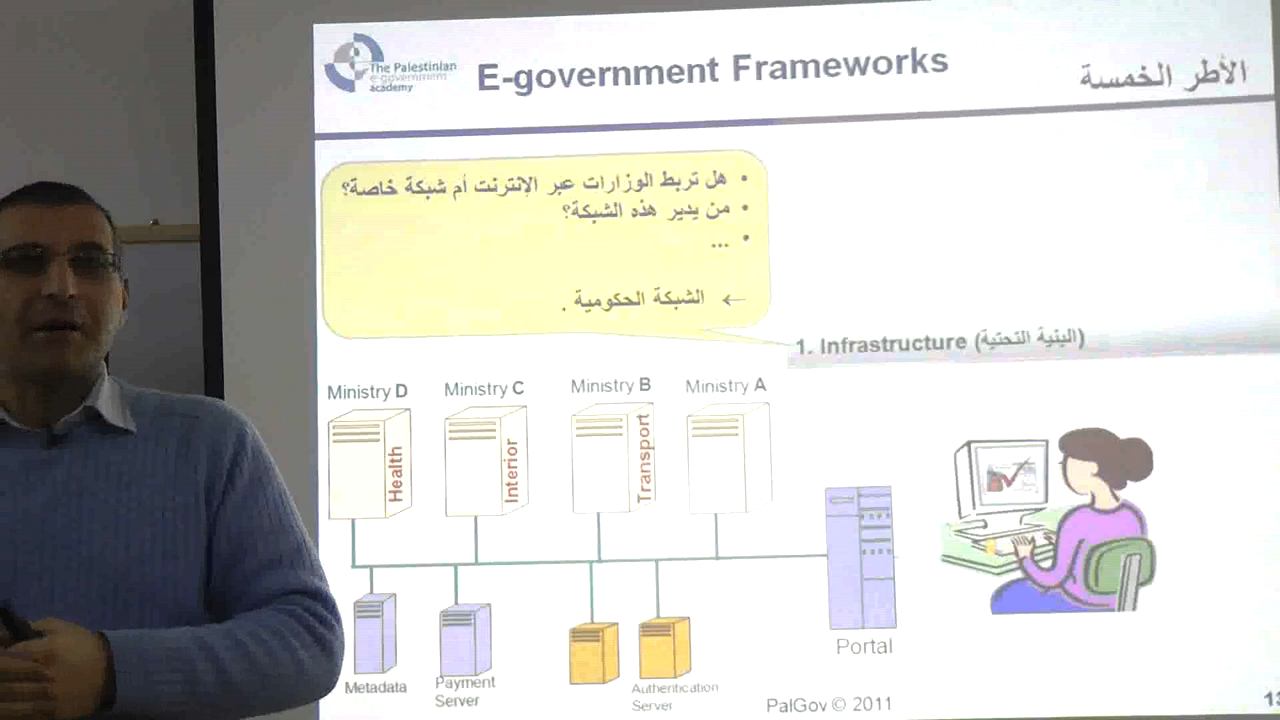 The Palestinian
e-government
academy
E-government Frameworks
الأطر الخمسة
• هل تربط الوزارات عبر الإنترنت أم شبكة خاصة؟
• من يدير هذه الشبكة؟
• ...
← الشبكة الحكومية .
1. Infrastructure (البنية التحتية)
Ministry D
Ministry C
Ministry B
Ministry A
Health
Interior
Transport
Portal
Metadata
Payment
Server
Authentication
Server
PalGov © 2011